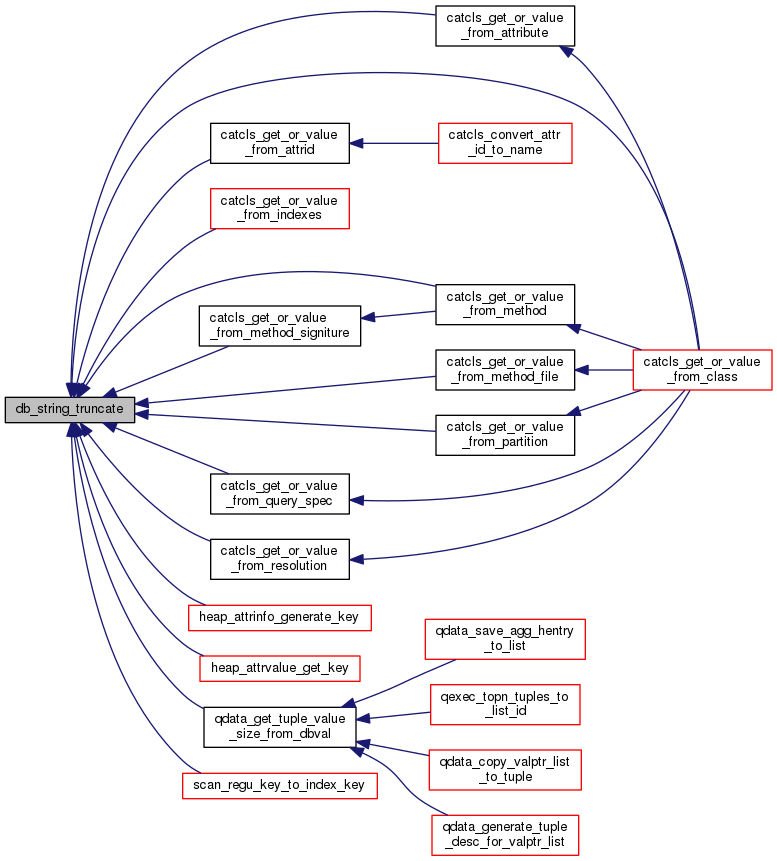 catcls_get_or_value
_from_attribute
catcls_get_or_value
_from_attrid
catcls_convert_attr
_id_to_name
catcls_get_or_value
_from_indexes
catcls_get_or_value
_from_method
catcls_get_or_value
_from_method_signiture
catcls_get_or_value
_from_method_file
catcls_get_or_value
_from_class
db_string_truncate
catcls_get_or_value
_from_partition
catcls_get_or_value
_from_query_spec
catcls_get_or_value
_from_resolution
heap_attrinfo_generate_key
qdata_save_agg_hentry
_to_list
heap_attrvalue_get_key
qexec_topn_tuples_to
_list_id
qdata_get_tuple_value
_size_from_dbval
qdata_copy_valptr_list
_to_tuple
scan_regu_key_to_index_key
qdata_generate_tuple
_desc_for_valptr_list